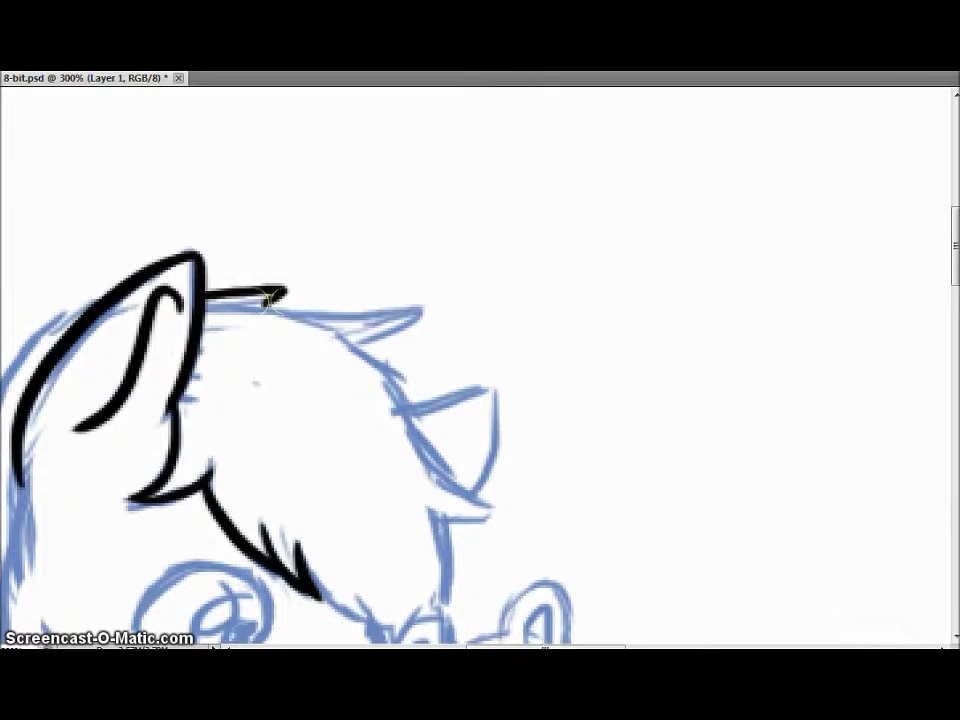 8-bit.psd @ 300% (Layer 1, RGB/8) *
Screencast-O-Matic.com